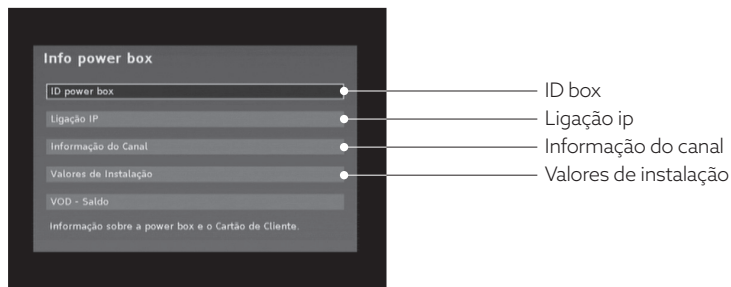 Info power box
ID power box
Ligação IP
Informação do Canal
Valores de Instalação
VOD - Saldo
Informação sobre a power box e o Cartão de Cliente.
ID box
Ligação ip
Informação do canal
Valores de instalação